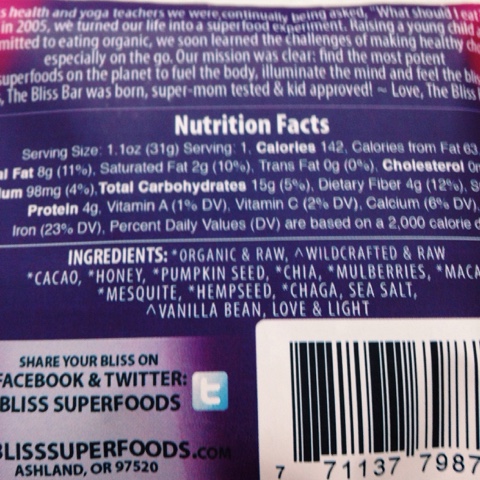 s health and yoga teachers we were continually being asked, "What should I eat
in 2005, we turned our life into a superfood experiment. Raising a young child a
mitted to eating organic, we soon learned the challenges of making healthy ch
especially on the go. Our mission was clear: find the most potent
superfoods on the planet to fuel the body, illuminate the mind and feel the blis
, The Bliss Bar was born, super-mom tested & kid approved! ~ Love, The Bliss
Nutrition Facts
Serving Size: 1.1oz (31g) Serving: 1, Calories 142, Calories from Fat 63
al Fat 8g (11%), Saturated Fat 2g (10%), Trans Fat 0g (0%), Cholesterol 0m
ium 98mg (4%), Total Carbohydrates 15g (5%), Dietary Fiber 4g (12%), S
Protein 4g, Vitamin A (1% DV), Vitamin C (2% DV), Calcium (6% DV),
Iron (23% DV), Percent Daily Values (DV) are based on a 2,000 calorie d
INGREDIENTS: *ORGANIC & RAW, ^WILDCRAFTED & RAW
*CACAO, *HONEY, *PUMPKIN SEED, *CHIA, *MULBERRIES, *MACA
*MESQUITE, *HEMPSEED, *CHAGA, SEA SALT,
^VANILLA BEAN, LOVE & LIGHT
SHARE YOUR BLISS ON
FACEBOOK & TWITTER:
BLISS SUPERFOODS
BLISSSUPERFOODS.COM
ASHLAND, OR 97520
7 71137 7987